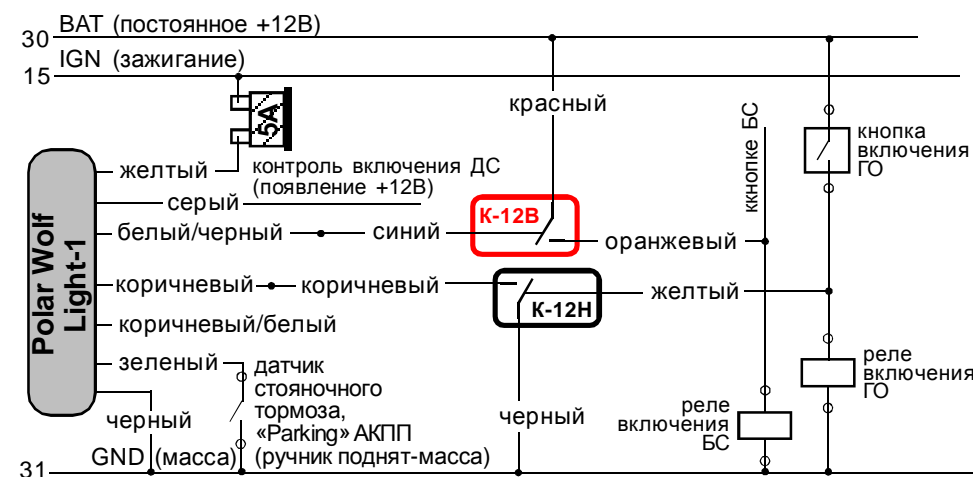 30 BAT (постоянное +12В)
15 IGN (зажигание)
5А
красный
ккнопке БС
кнопка
включения
ГО
желтый
контроль включения ДС
(появление +12В)
серый
К-12В
белый/черный
синий
оранжевый
Polar Wolf
Light-1
коричневый
коричневый
К-12Н
желтый
коричневый/белый
зеленый
датчик
стояночного
тормоза,
«Parking» АКПП
(ручник поднят-масса)
реле
включения
ГО
черный
черный
реле
включения
БС
31 GND (масса)